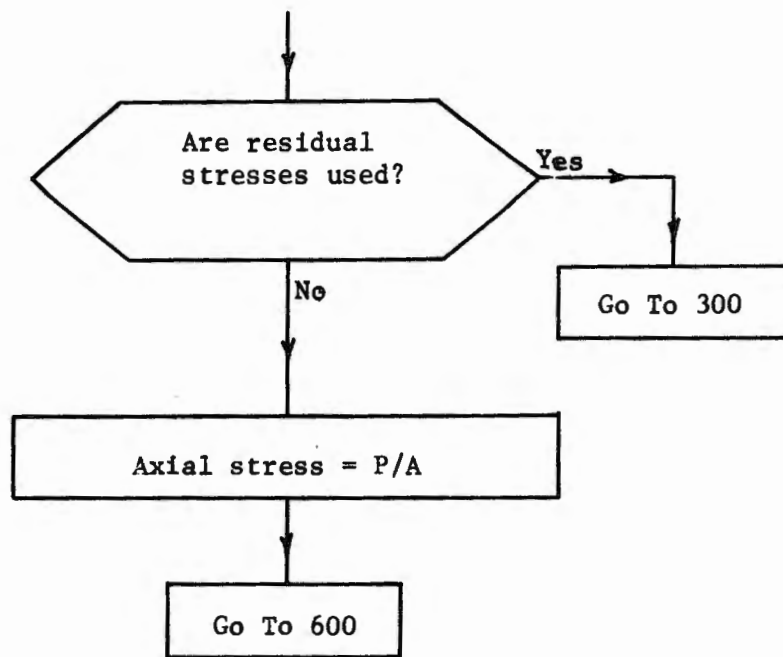 Are residual
stresses used?
Yes
Go To 300
No
Axial stress = P/A
Go To 600